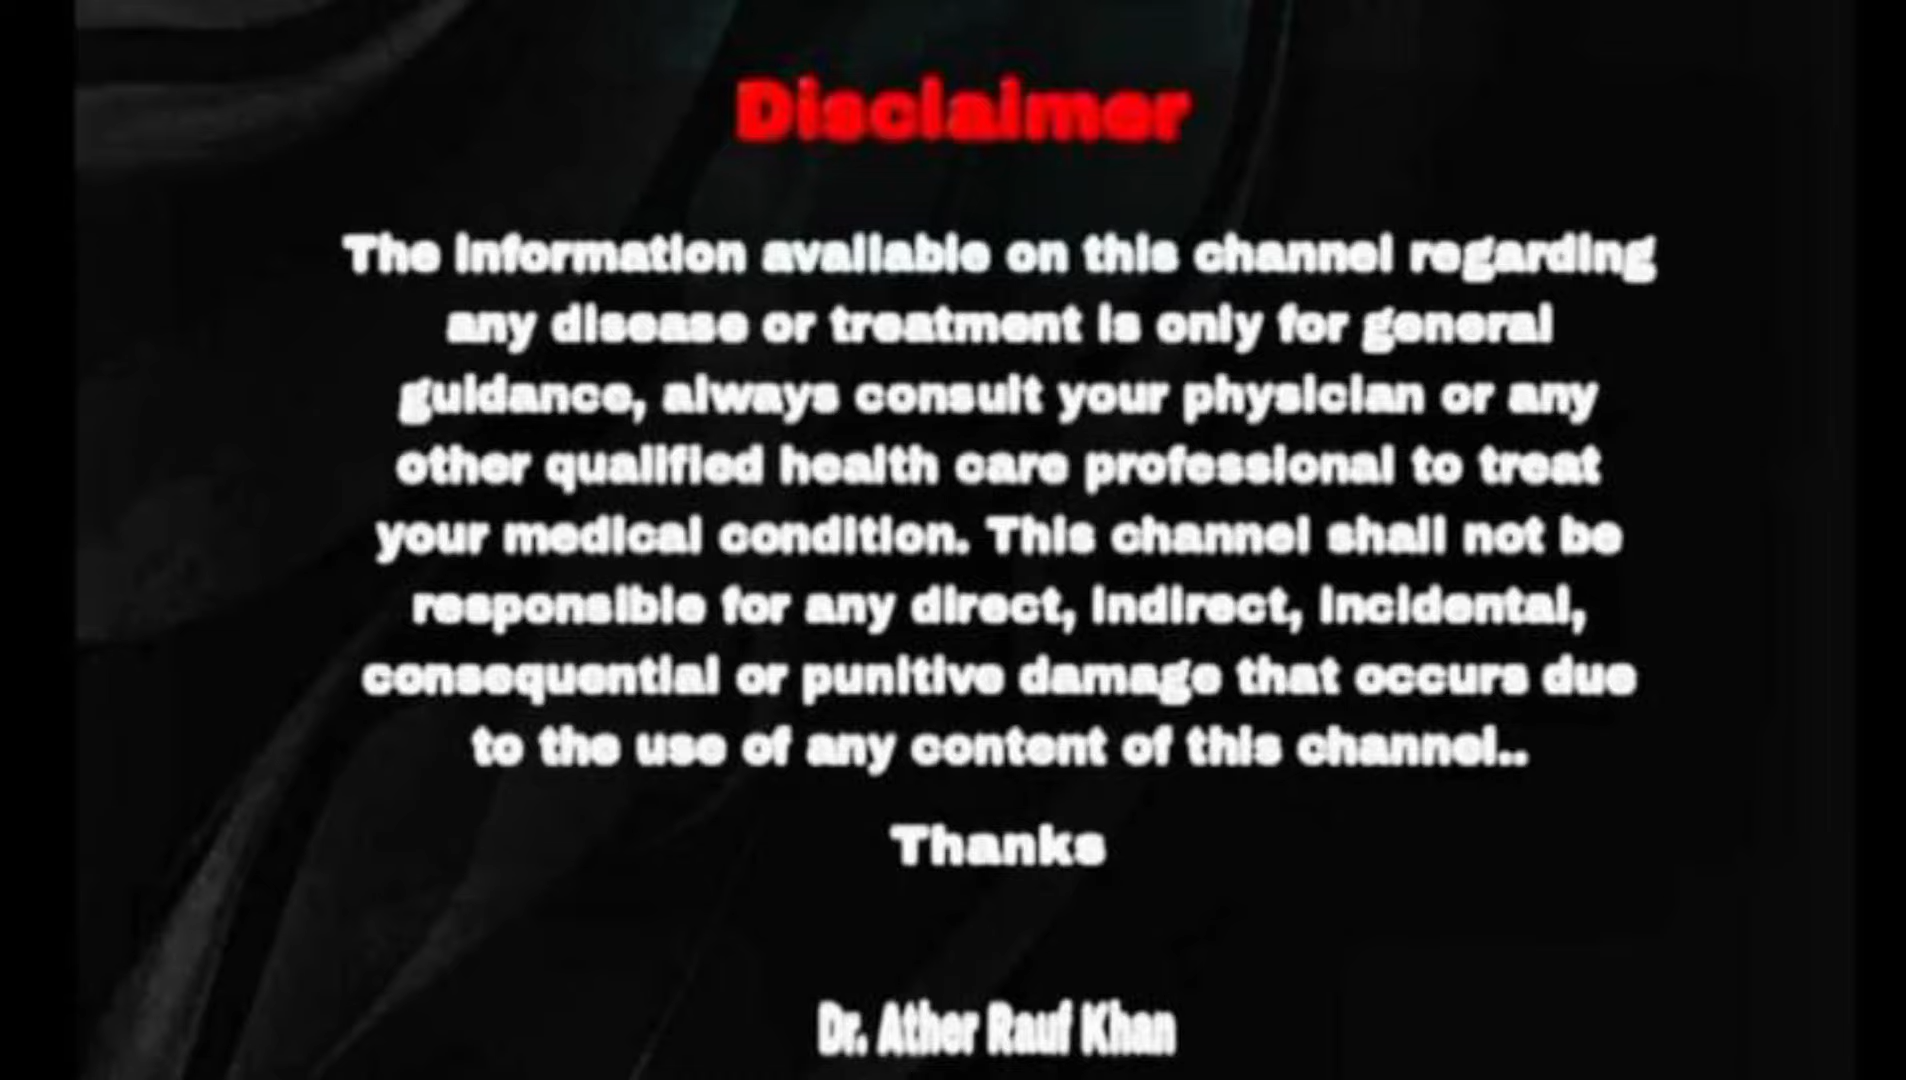 Disclaimer
The information available on this channel regarding
any disease or treatment is only for general
guidance, always consult your physician or any
other qualified health care professional to treat
your medical condition. This channel shall not be
responsible for any direct, indirect, incidental,
consequential or punitive damage that occurs due
to the use of any content of this channel..
Thanks
Dr. Ather Rauf Khan